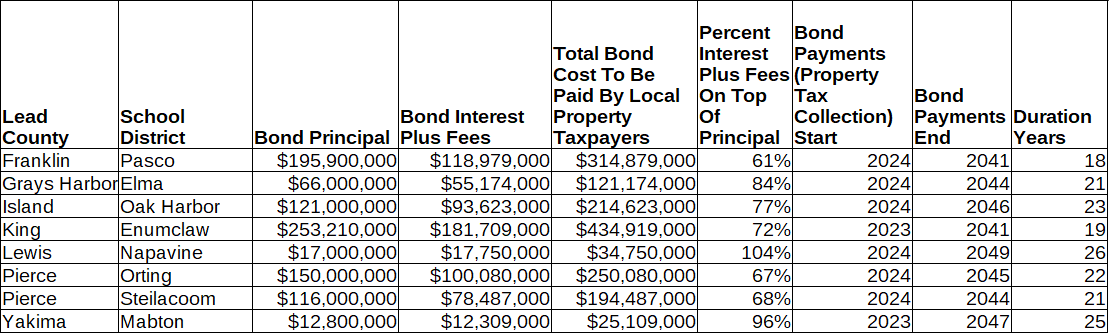 Lead County School District Bond Principal Bond Interest Plus Fees Total Bond Cost To Be Paid By Local Property Taxpayers Percent Interest Plus Fees On Top Of Principal Bond Payments (Property Tax Collection) Start Bond Payments End Duration Years
Franklin Pasco $195,900,000 $118,979,000 $314,879,000 61% 2024 2041 18
Grays Harbor Elma $66,000,000 $55,174,000 $121,174,000 84% 2024 2044 21
Island Oak Harbor $121,000,000 $93,623,000 $214,623,000 77% 2024 2046 23
King Enumclaw $253,210,000 $181,709,000 $434,919,000 72% 2023 2041 19
Lewis Napavine $17,000,000 $17,750,000 $34,750,000 104% 2024 2049 26
Pierce Orting $150,000,000 $100,080,000 $250,080,000 67% 2024 2045 22
Pierce Steilacoom $116,000,000 $78,487,000 $194,487,000 68% 2024 2044 21
Yakima Mabton $12,800,000 $12,309,000 $25,109,000 96% 2023 2047 25